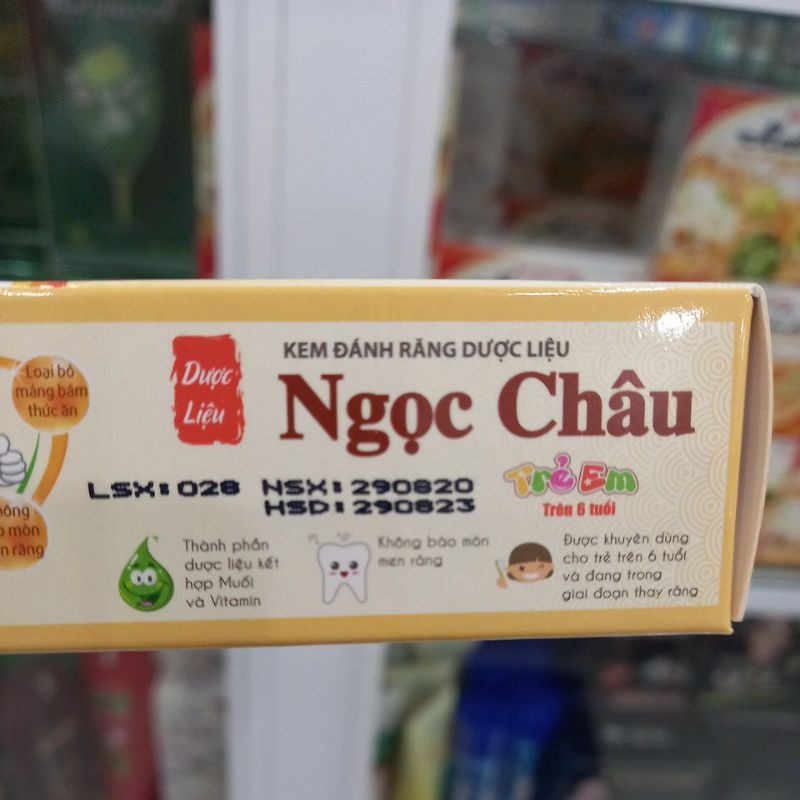 Loại bỏ
mảng bám
thức ăn
Dược
Liệu
KEM ĐÁNH RĂNG DƯỢC LIỆU
Ngọc Châu
LSX: 028 NSX: 290820
HSD: 290823
Trẻ Em
Trên 6 tuổi
Thành phần
dược liệu kết
hợp Muối
và Vitamin
Không bào mòn
men răng
Được khuyên dùng
cho trẻ trên 6 tuổi
và đang trong
giai đoạn thay răng
mòn
răng